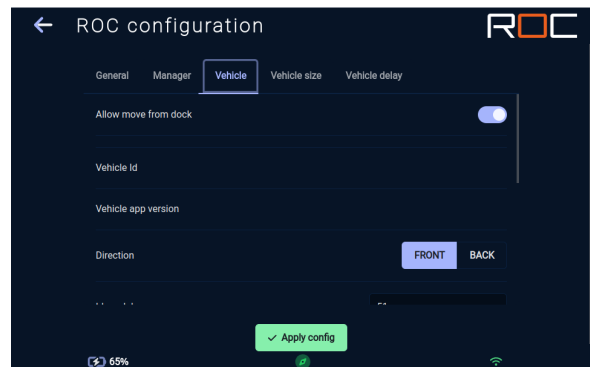 ROC configuration
ROC
General Manager Vehicle Vehicle size Vehicle delay
Allow move from dock
Vehicle Id
Vehicle app version
Direction FRONT BACK
Apply config
65%